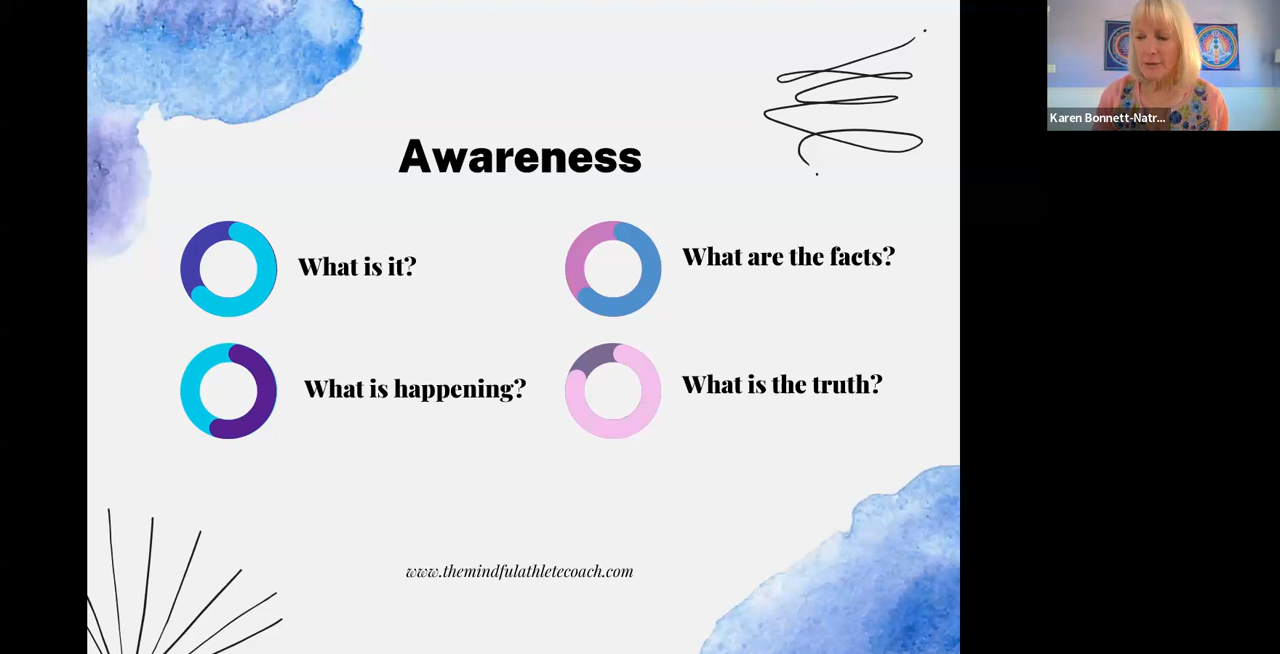 Karen Bonnett-Natr...
Awareness
What is it?
What are the facts?
What is happening?
What is the truth?
www.themindfulathletecoach.com